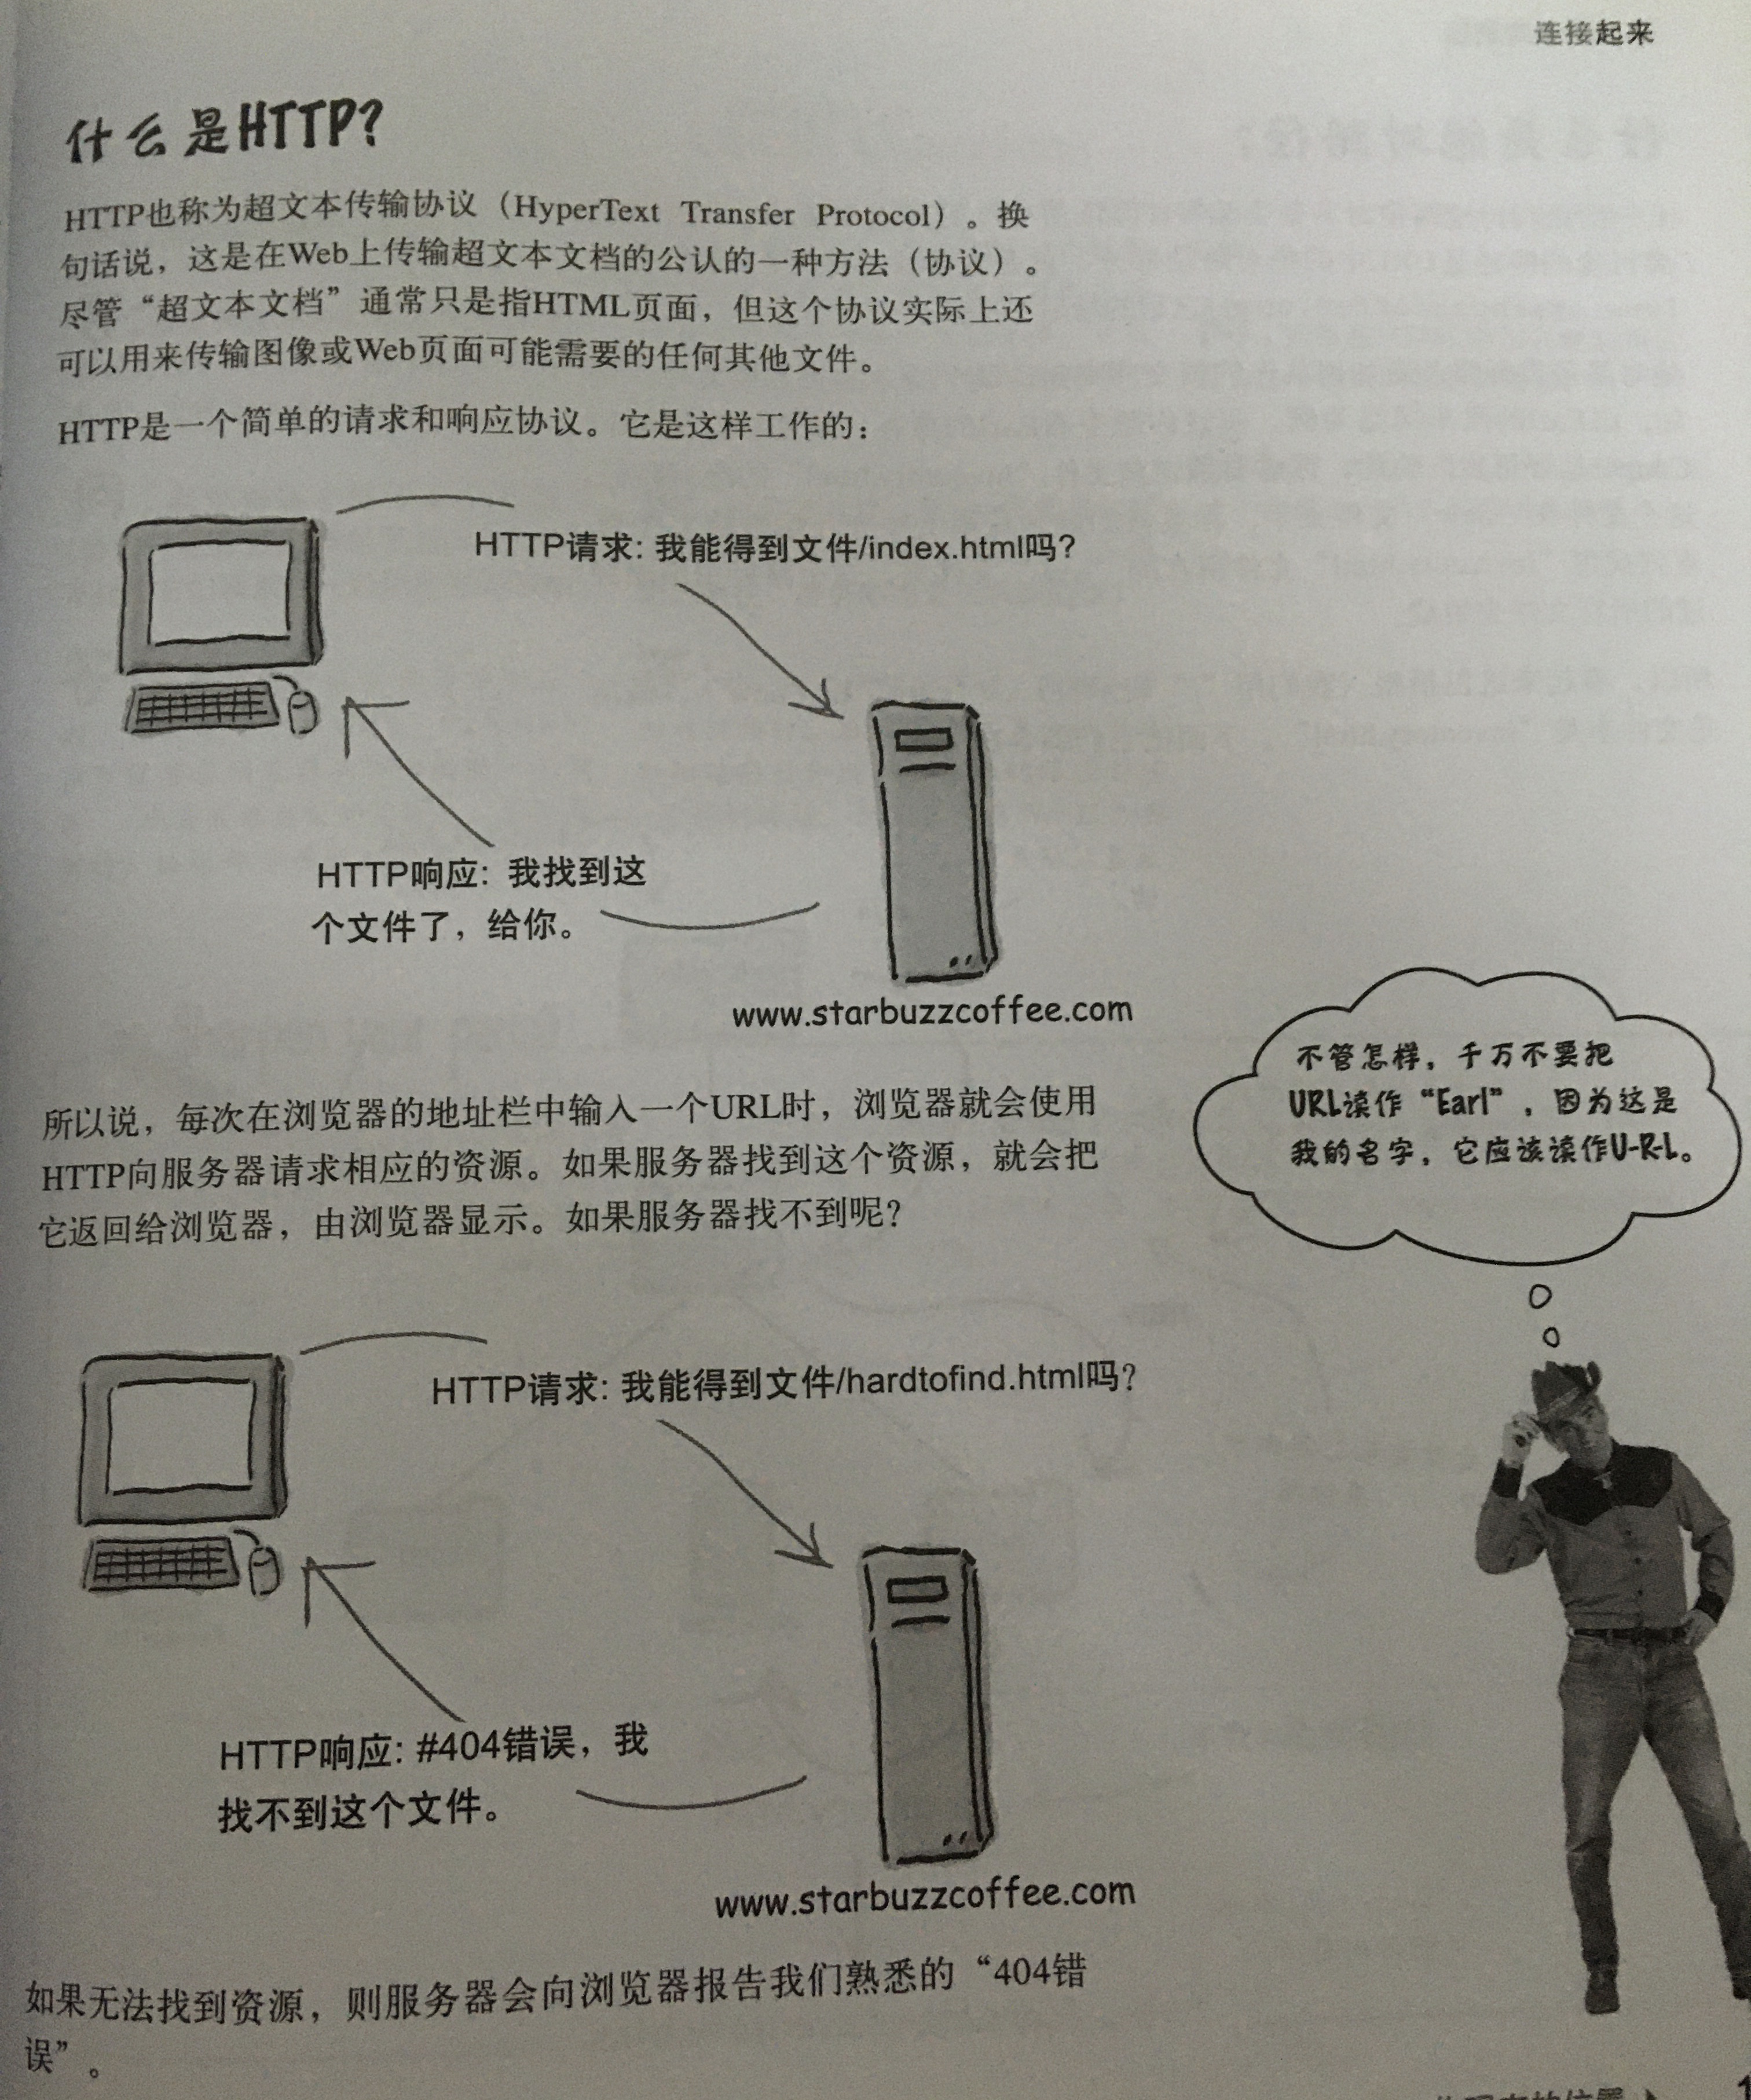 连接起来
什么是HTTP?
HTTP也称为超文本传输协议（HyperText Transfer Protocol）。换
句话说，这是在Web上传输超文本文档的公认的一种方法（协议）。
尽管“超文本文档”通常只是指HTML页面，但这个协议实际上还
可以用来传输图像或Web页面可能需要的任何其他文件。
HTTP是一个简单的请求和响应协议。它是这样工作的：
HTTP请求: 我能得到文件/index.html吗?
HTTP响应: 我找到这
个文件了，给你。
www.starbuzzcoffee.com
不管怎样，千万不要把
URL读作“Earl”，因为这是
我的名字，它应该读作U-R-L。
所以说，每次在浏览器的地址栏中输入一个URL时，浏览器就会使用
HTTP向服务器请求相应的资源。如果服务器找到这个资源，就会把
它返回给浏览器，由浏览器显示。如果服务器找不到呢?
HTTP请求: 我能得到文件/hardtofind.html吗?
HTTP响应: #404错误，我
找不到这个文件。
www.starbuzzcoffee.com
如果无法找到资源，则服务器会向浏览器报告我们熟悉的“404错
误”。